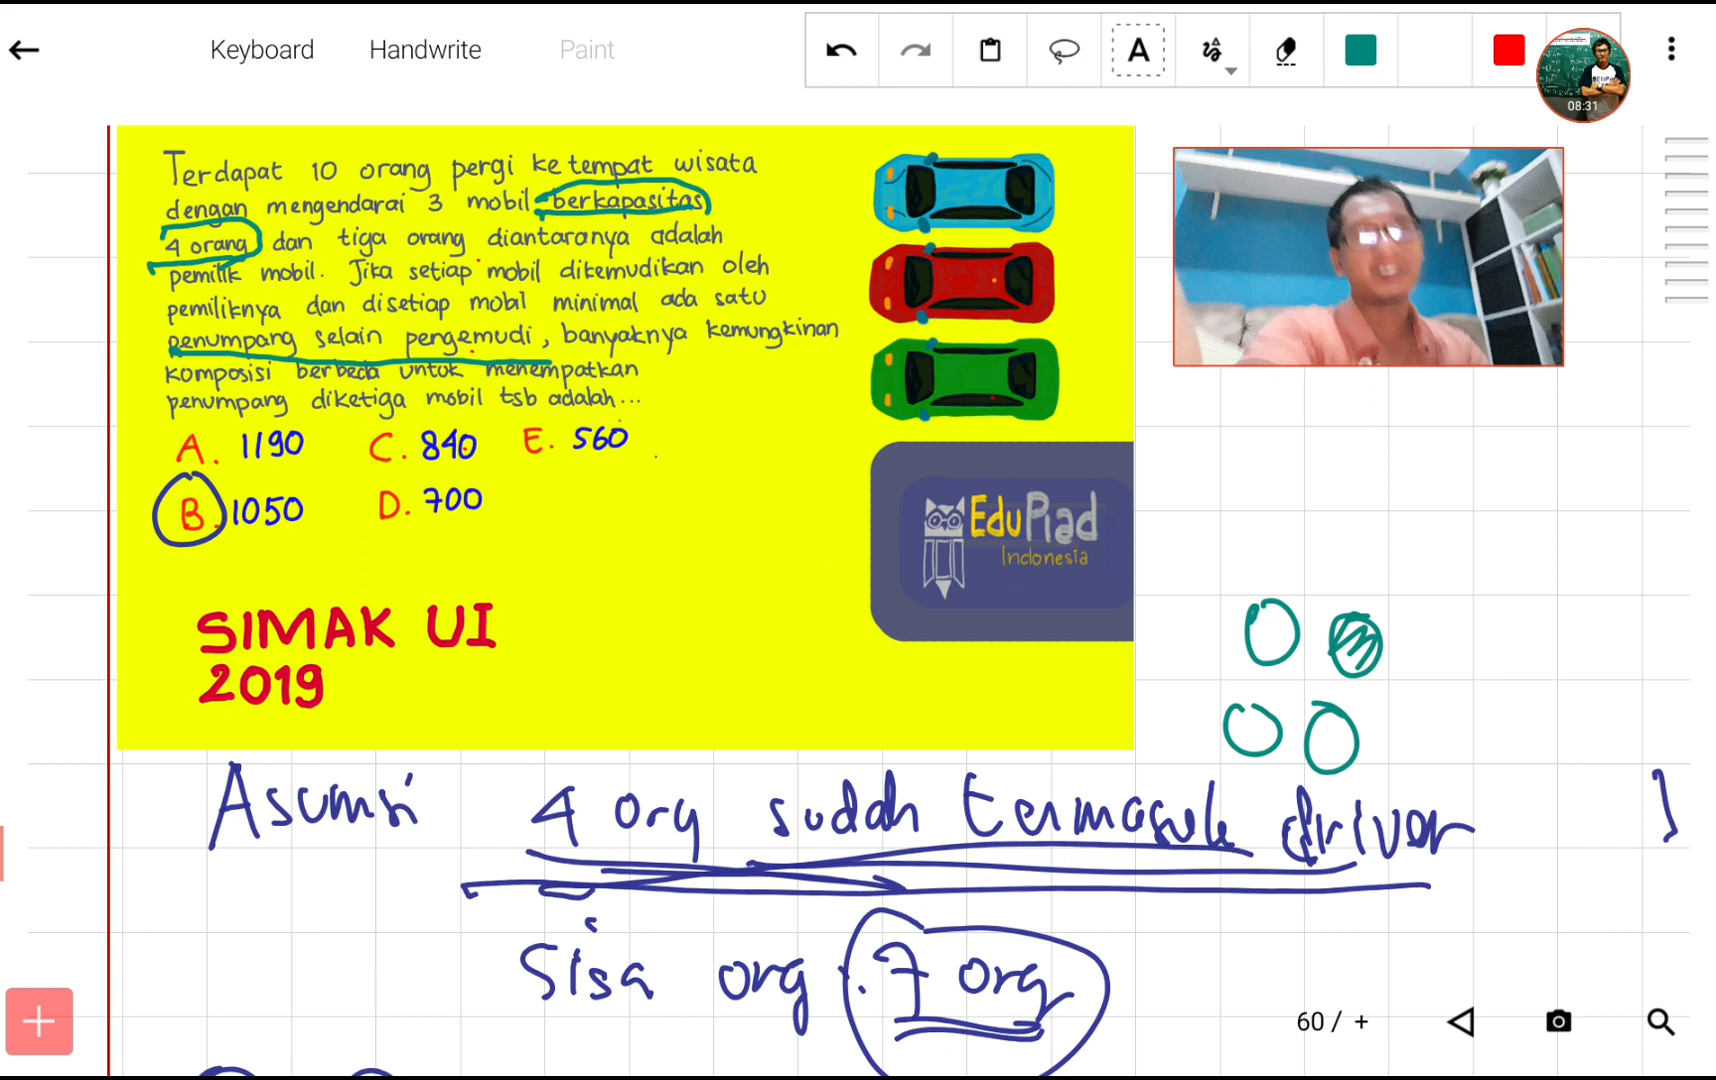 Keyboard Handwrite Paint
A
08:31
Terdapat 10 orang pergi ke tempat wisata
dengan mengendarai 3 mobil berkapasitas
4 orang dan tiga orang diantaranya adalah
pemilik mobil. Jika setiap mobil dikemudikan oleh
pemiliknya dan disetiap mobil minimal ada satu
penumpang selain pengemudi, banyaknya kemungkinan
komposisi berbeda untuk menempatkan
penumpang diketiga mobil tsb adalah...
A. 1190 C. 840 E. 560
B. 1050 D. 700
EduPiad
Indonesia
SIMAK UI
2019
Asumsi 4 org sudah termasuk driver
Sisa org : 7 org
60 / +